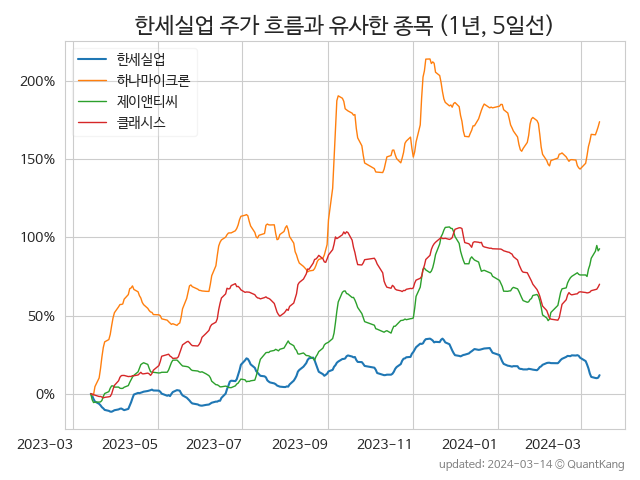 한세실업 주가 흐름과 유사한 종목 (1년, 5일선)
한세실업
하나마이크론
제이앤티씨
클래시스
200%
150%
100%
50%
0%
2023-03 2023-05 2023-07 2023-09 2023-11 2024-01 2024-03
updated: 2024-03-14 © QuantKang